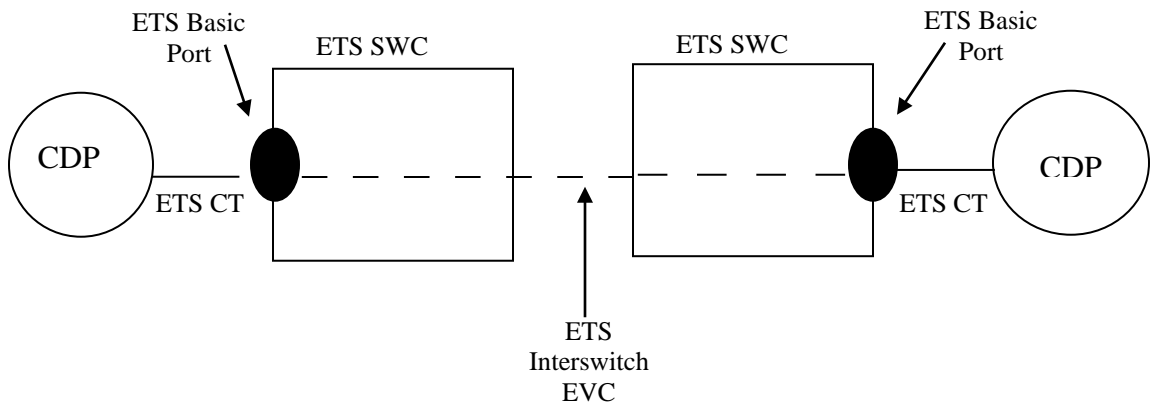 ETS Basic
Port
ETS SWC
ETS SWC
ETS Basic
Port
CDP
ETS CT
ETS CT
CDP
ETS
Interswitch
EVC